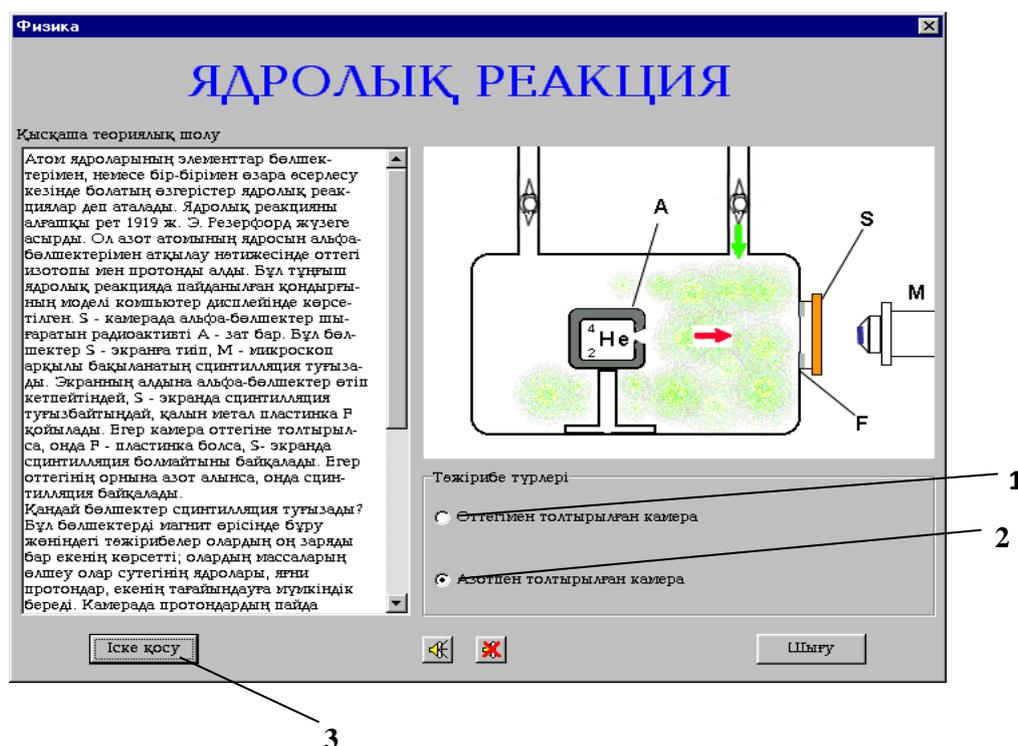 Физика
ЯДРОЛЫҚ РЕАКЦИЯ
Қысқаша теориялық шолу
Атом ядроларының элементтар бөлшек-
терімен, немесе бір-бірімен өзара әсерлесу
кезінде болатын өзгерістер ядролық реак-
циялар деп аталады. Ядролық реакцияны
алғашқы рет 1919 ж. Э. Резерфорд жүзеге
асырды. Ол азот атомының ядросын альфа-
бөлшектерімен атқылау нәтижесінде оттегі
изотопы мен протонды алды. Бұл тұңғыш
ядролық реакцияда пайданылған қондырғы-
ның моделі компьютер дисплейінде көрсе-
тілген. S - камерада альфа-бөлшектер шы-
ғаратын радиоактивті А - зат бар. Бұл бөл-
шектер S - экранға тиіп, М - микроскоп
арқылы бақыланатын сцинтилляция туғыза-
ды. Экранның алдына альфа-бөлшектер өтіп
кетпейтіндей, S - экранда сцинтилляция
туғызбайтындай, қалың метал пластинка F
қойылады. Егер камера оттегіне толтырыл-
са, онда F - пластинка болса, S- экранда
сцинтилляция болмайтыны байқалады. Егер
оттегінің орнына азот алынса, онда сцин-
тилляция байқалады.
Қандай бөлшектер сцинтилляция туғызады?
Бұл бөлшектерді магнит өрісінде бұру
жөніндегі тәжірибелер олардың оң заряды
бар екенің көрсетті; олардың массаларың
өлшеу олар сутегінің ядролары, яғни
протондар, екенің тағайындауға мүмкіндік
береді. Камерада протондардың пайда
A
S
M
4
2 He
F
Тәжірибе түрлері
Оттегімен толтырылған камера
1
Азотпен толтырылған камера
2
Іске қосу
Шығу
3